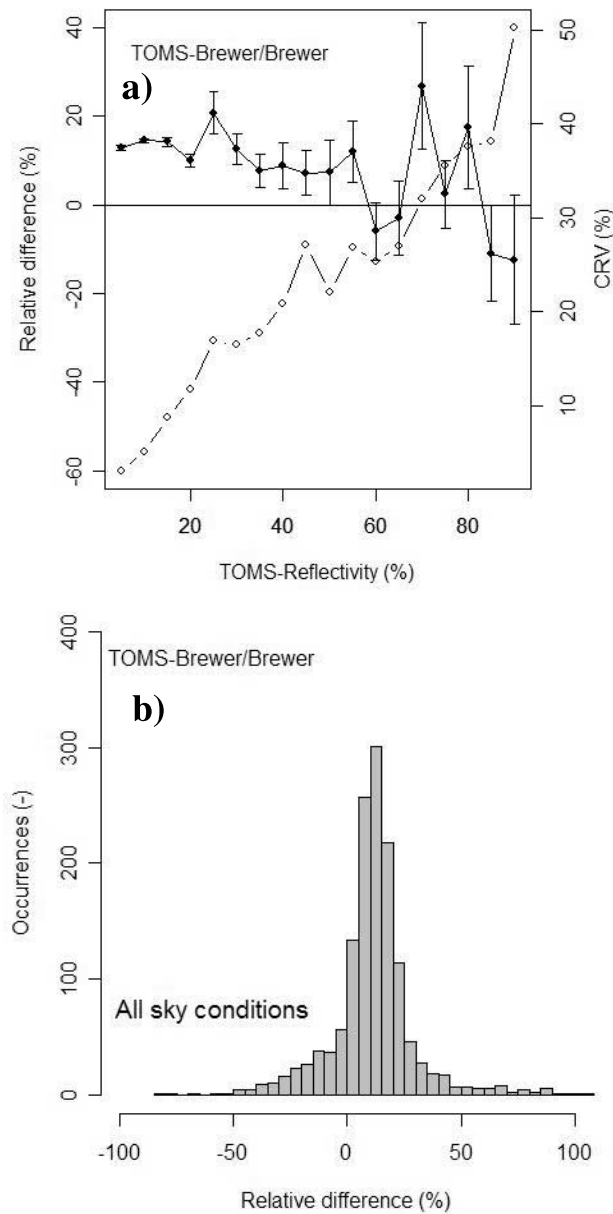 TOMS-Brewer/Brewer
a)
Relative difference (%)
40
20
0
-20
-40
-60
CRV (%)
50
40
30
20
10
20 40 60 80
TOMS-Reflectivity (%)
TOMS-Brewer/Brewer
b)
Occurrences (-)
400
300
200
100
0
All sky conditions
-100 -50 0 50 100
Relative difference (%)